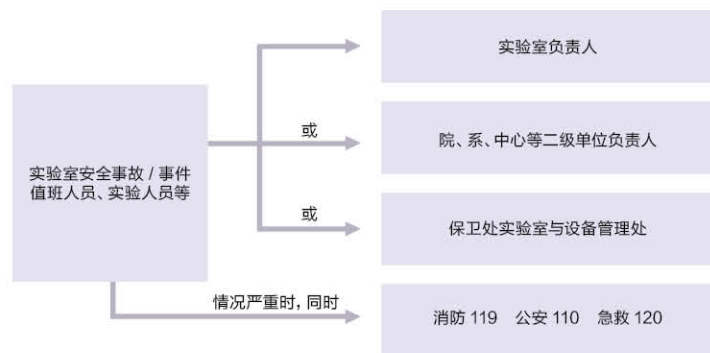 实验室负责人
或
院、系、中心等二级单位负责人
实验室安全事故 / 事件
值班人员、实验人员等
或
保卫处实验室与设备管理处
情况严重时，同时
消防 119 公安 110 急救 120